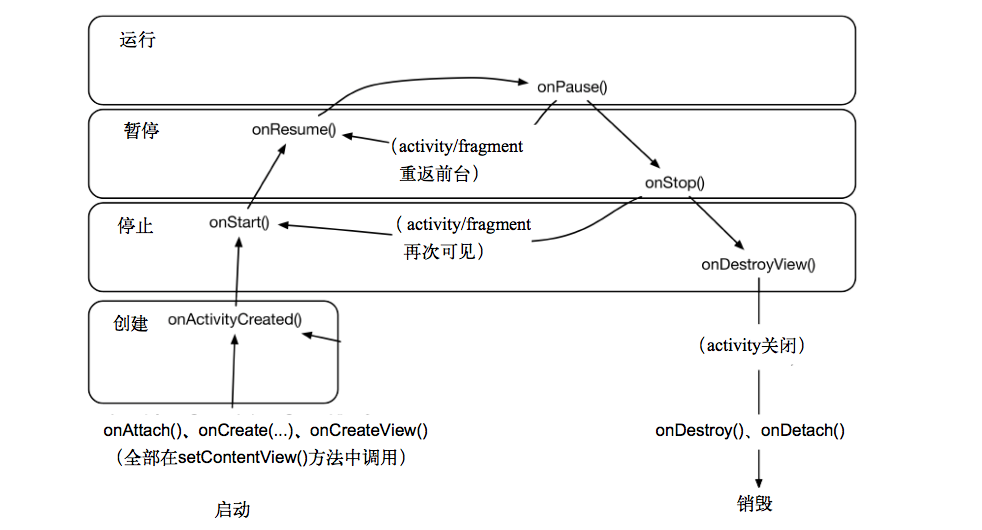 运行
onPause()
暂停
onResume()
(activity/fragment
重返前台)
onStop()
停止
onStart()
( activity/fragment
再次可见)
onDestroyView()
创建
onActivityCreated()
(activity关闭)
onAttach()、onCreate(...)、onCreateView()
(全部在setContentView()方法中调用)
onDestroy()、onDetach()
启动
销毁